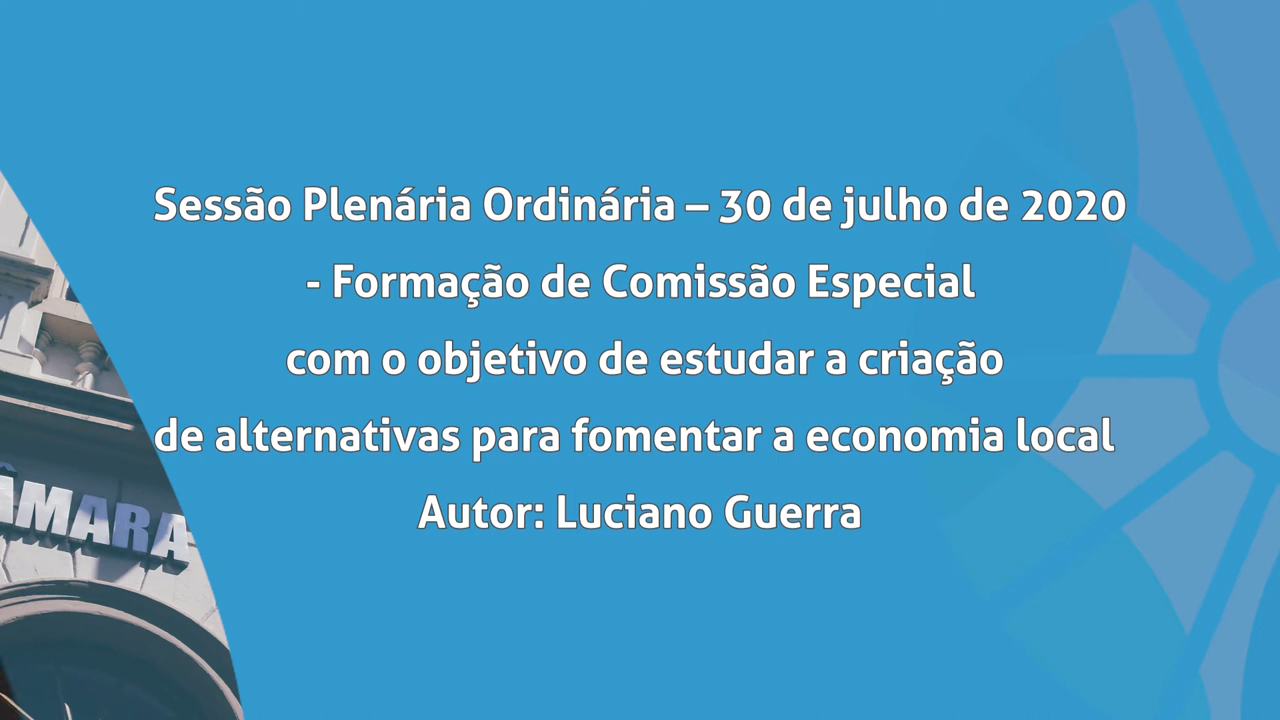 Sessão Plenária Ordinária – 30 de julho de 2020
- Formação de Comissão Especial
com o objetivo de estudar a criação
de alternativas para fomentar a economia local
Autor: Luciano Guerra
ÂMARA